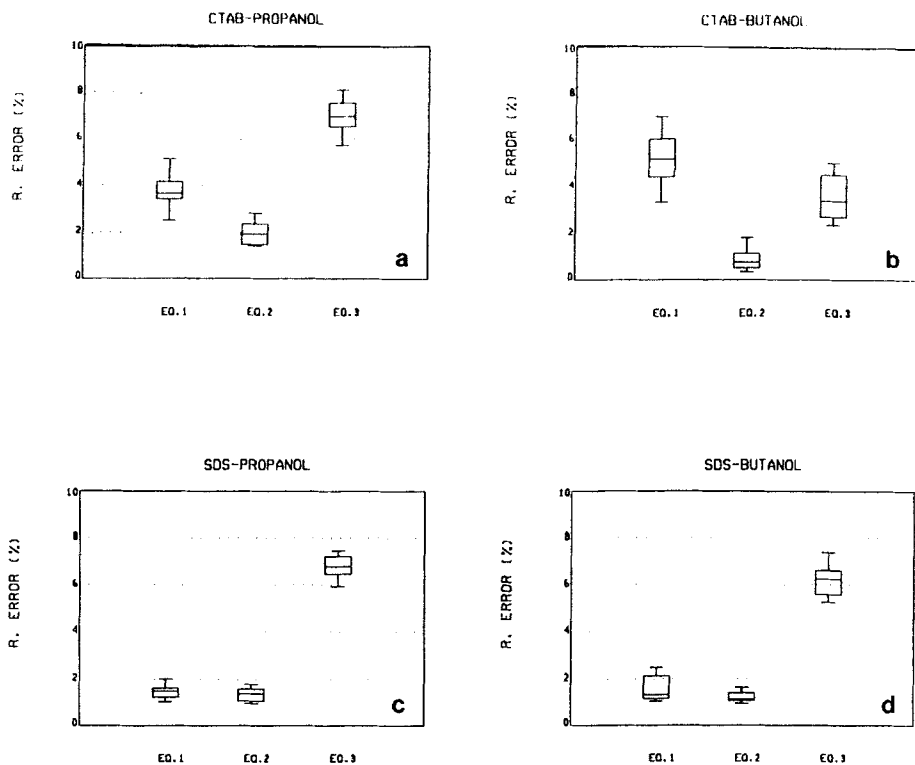 CTAB-PROPANOL
R. ERROR (%)
10
8
6
4
2
0
a
EQ.1 EQ.2 EQ.3
CTAB-BUTANOL
R. ERROR (%)
10
8
6
4
2
0
b
EQ.1 EQ.2 EQ.3
SDS-PROPANOL
R. ERROR (%)
10
8
6
4
2
0
c
EQ.1 EQ.2 EQ.3
SDS-BUTANOL
R. ERROR (%)
10
8
6
4
2
0
d
EQ.1 EQ.2 EQ.3